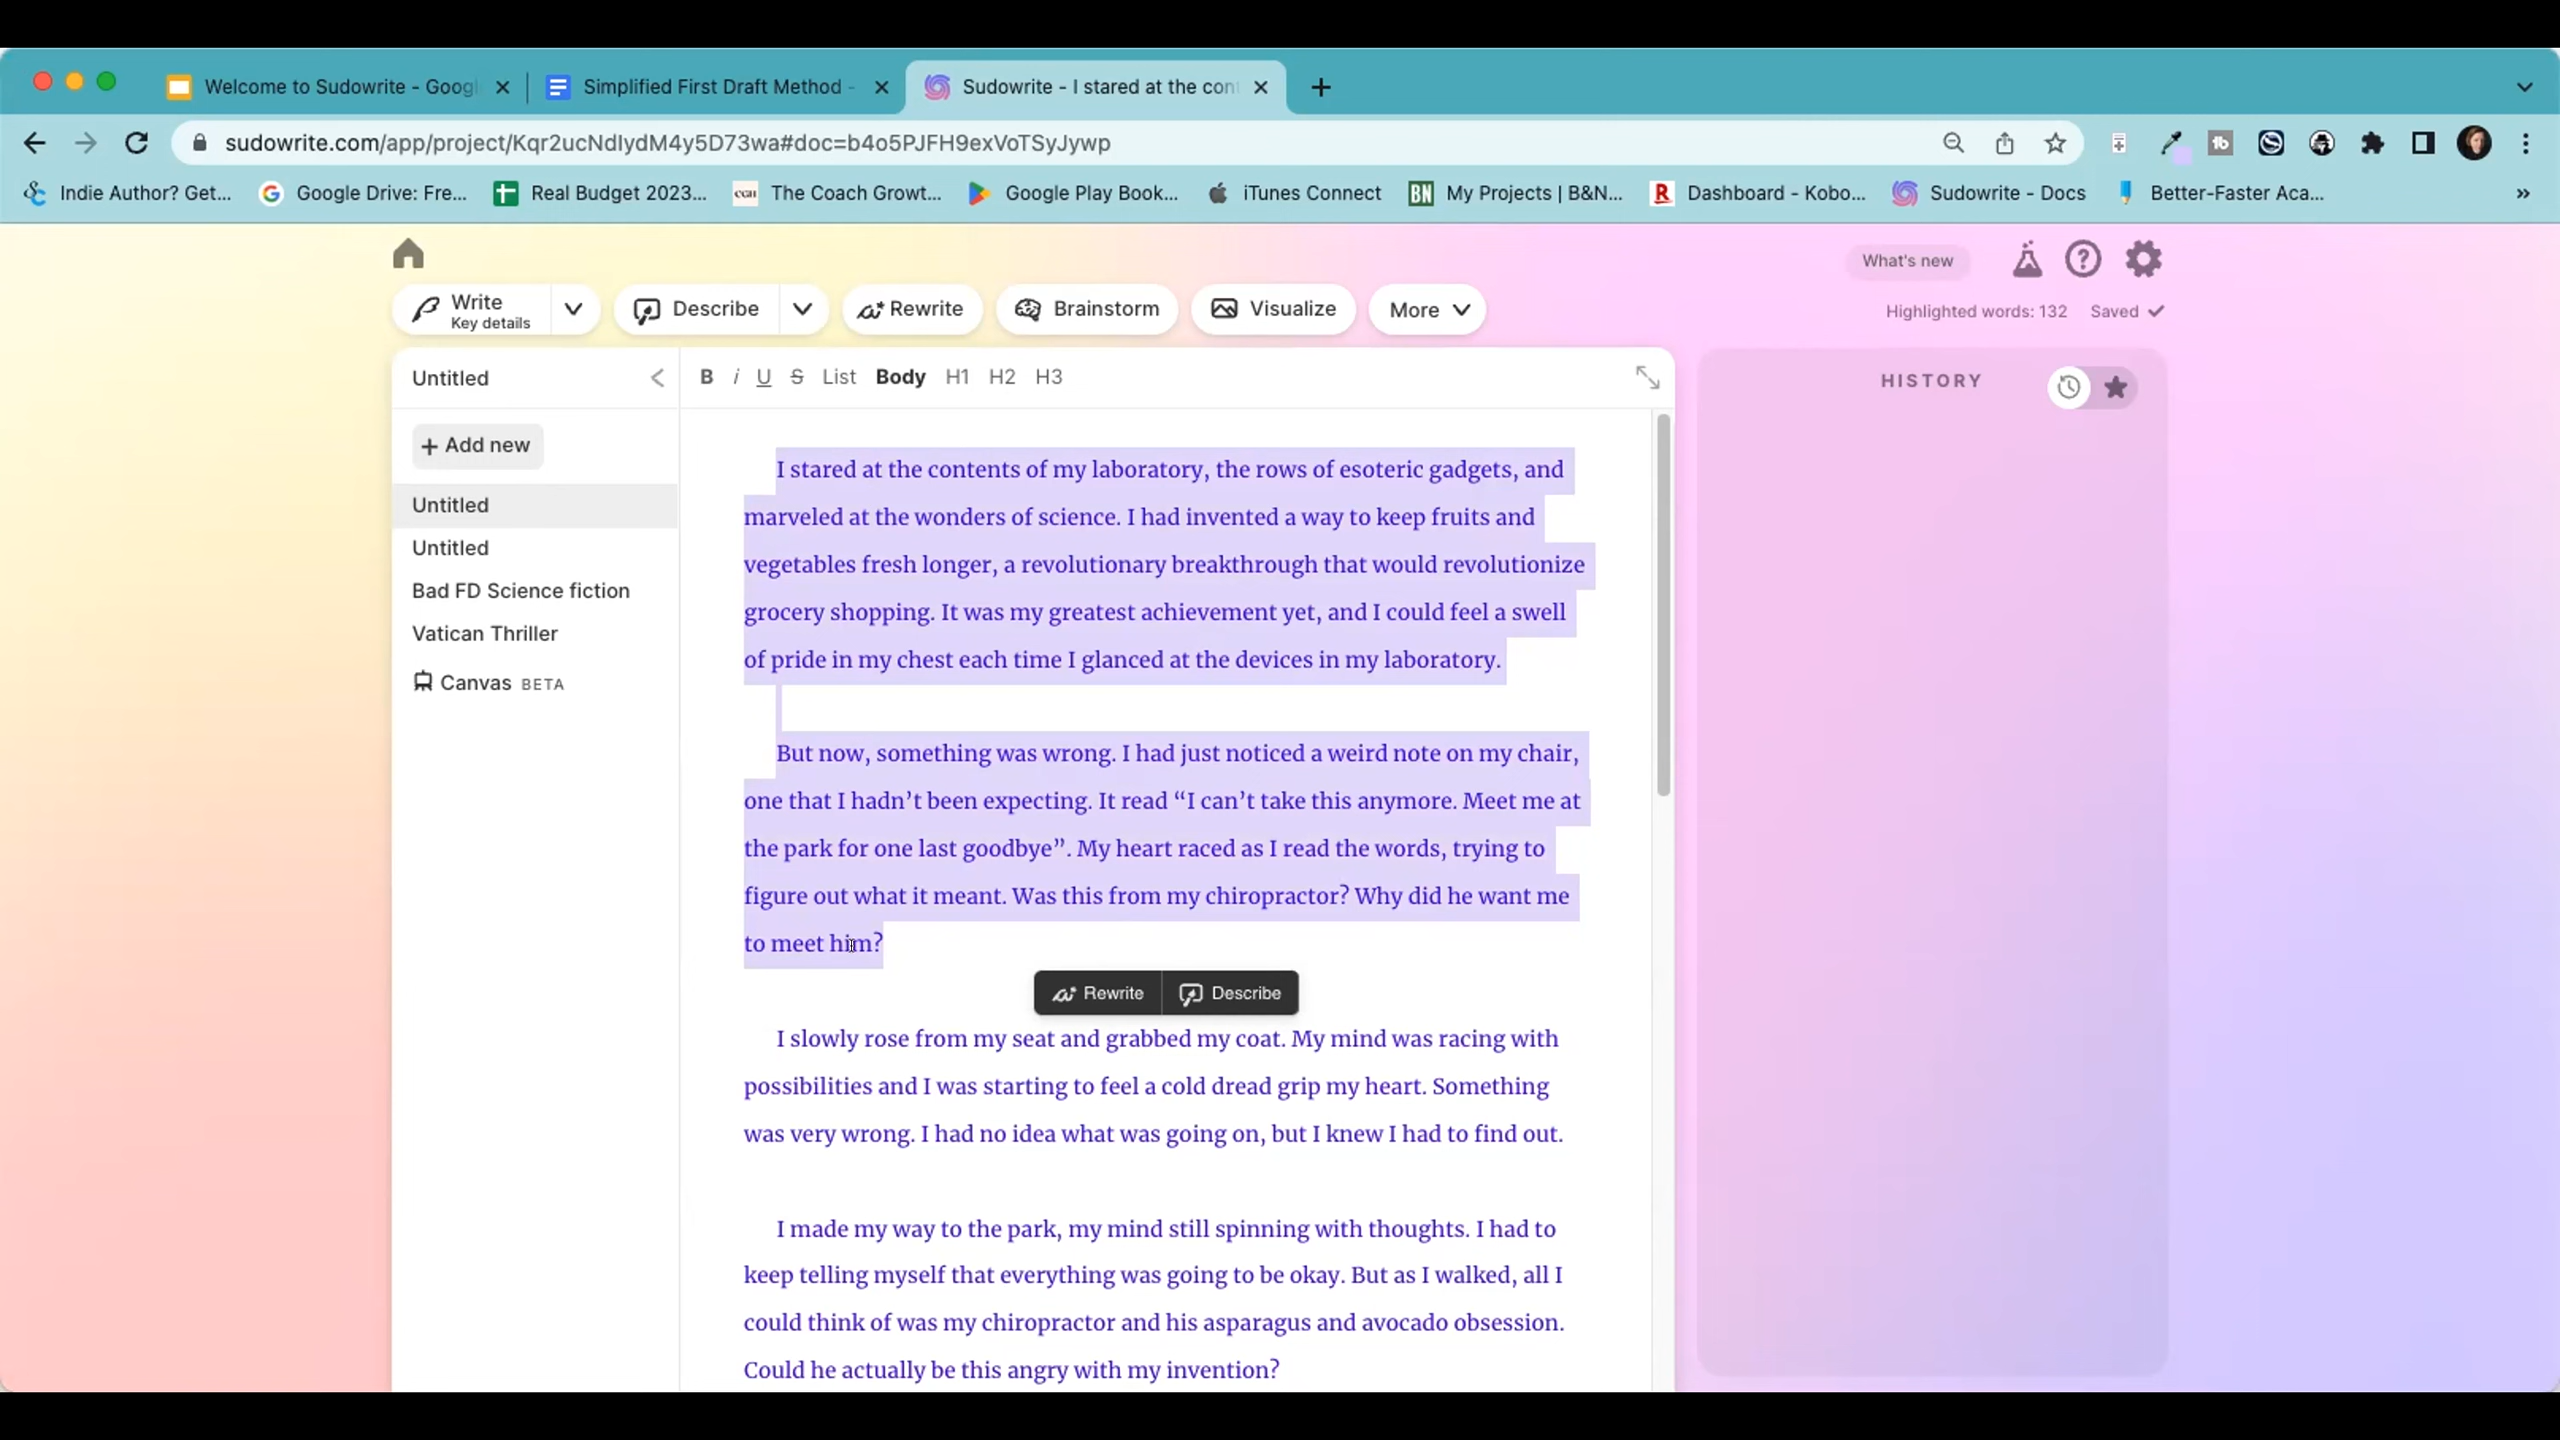 Welcome to Sudowrite - Goog
Simplified First Draft Method -
Sudowrite - I stared at the con
sudowrite.com/app/project/Kqr2ucNdIydM4y5D73wa#doc=b4o5PJFH9exVoTSyJywp
Indie Author? Get...
Google Drive: Fre...
Real Budget 2023...
The Coach Growt...
Google Play Book...
iTunes Connect
BN My Projects | B&N...
R Dashboard - Kobo...
Sudowrite - Docs
Better-Faster Aca...
»
What's new
Write
Key details
Describe
Rewrite
Brainstorm
Visualize
More
Highlighted words: 132
Saved
Untitled
B i U S List Body H1 H2 H3
HISTORY
+ Add new
Untitled
Untitled
Bad FD Science fiction
Vatican Thriller
Canvas BETA
I stared at the contents of my laboratory, the rows of esoteric gadgets, and
marveled at the wonders of science. I had invented a way to keep fruits and
vegetables fresh longer, a revolutionary breakthrough that would revolutionize
grocery shopping. It was my greatest achievement yet, and I could feel a swell
of pride in my chest each time I glanced at the devices in my laboratory.
But now, something was wrong. I had just noticed a weird note on my chair,
one that I hadn’t been expecting. It read “I can’t take this anymore. Meet me at
the park for one last goodbye”. My heart raced as I read the words, trying to
figure out what it meant. Was this from my chiropractor? Why did he want me
to meet him?
Rewrite
Describe
I slowly rose from my seat and grabbed my coat. My mind was racing with
possibilities and I was starting to feel a cold dread grip my heart. Something
was very wrong. I had no idea what was going on, but I knew I had to find out.
I made my way to the park, my mind still spinning with thoughts. I had to
keep telling myself that everything was going to be okay. But as I walked, all I
could think of was my chiropractor and his asparagus and avocado obsession.
Could he actually be this angry with my invention?